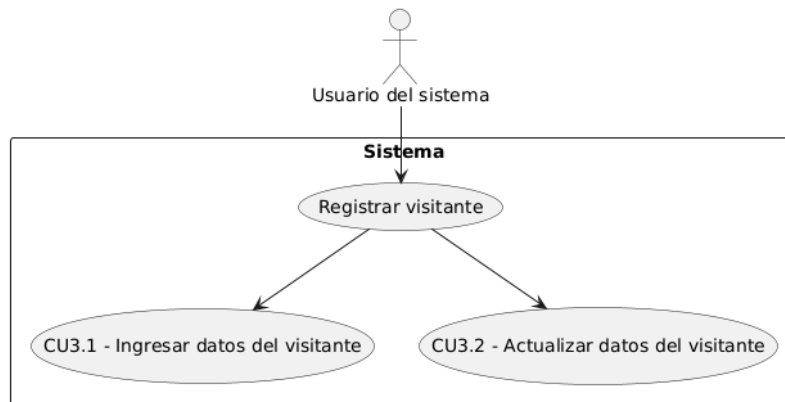 Usuario del sistema
Sistema
Registrar visitante
CU3.1 - Ingresar datos del visitante
CU3.2 - Actualizar datos del visitante